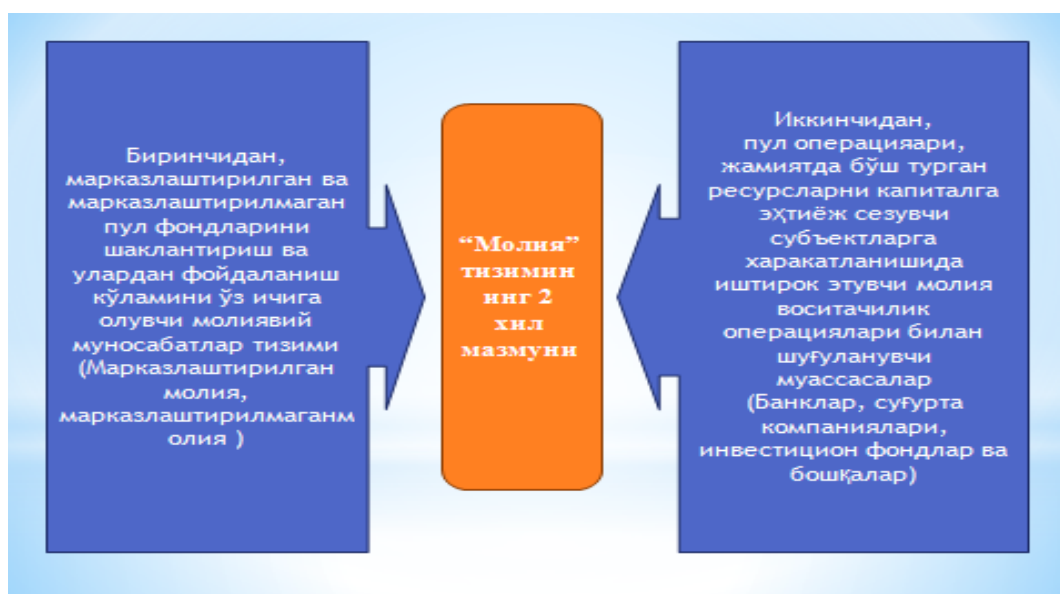 Биринчидан,
марказлаштирилган ва
марказлаштирилмаган
пул фондларини
шакллантириш ва
улардан фойдаланиш
кўламини ўз ичига
олувчи молиявий
муносабатлар тизими
(Марказлаштирилган
молия,
марказлаштирилмаганм
олия )
“Молия”
тизимин
инг 2
хил
мазмуни
Иккинчидан,
пул операцияари,
жамиятда бўш турган
ресурсларни капиталга
эҳтиёж сезувчи
субъектларга
харакатланишида
иштирок этувчи молия
воситачилик
операциялари билан
шуғуланувчи
муассасалар
(Банклар, суғурта
компаниялари,
инвестицион фондлар ва
бошқалар)